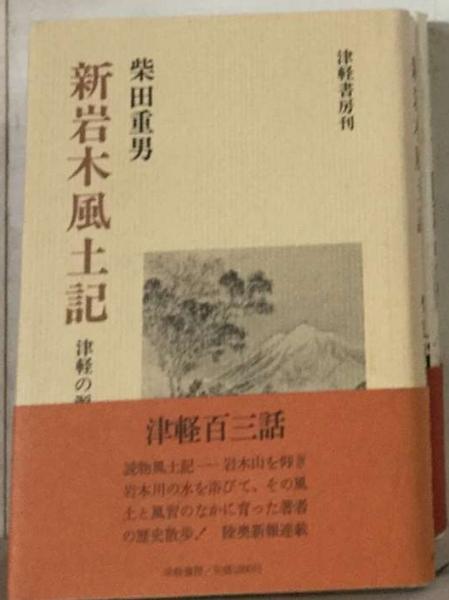 津軽書房刊
柴田重男
新岩木風土記
津軽の
津軽百三話
読物風土記――岩木山を仰ぎ
岩木川の水を浴びて、その風
土と風習のなかに育った著者
の歴史散歩! 陸奥新報連載